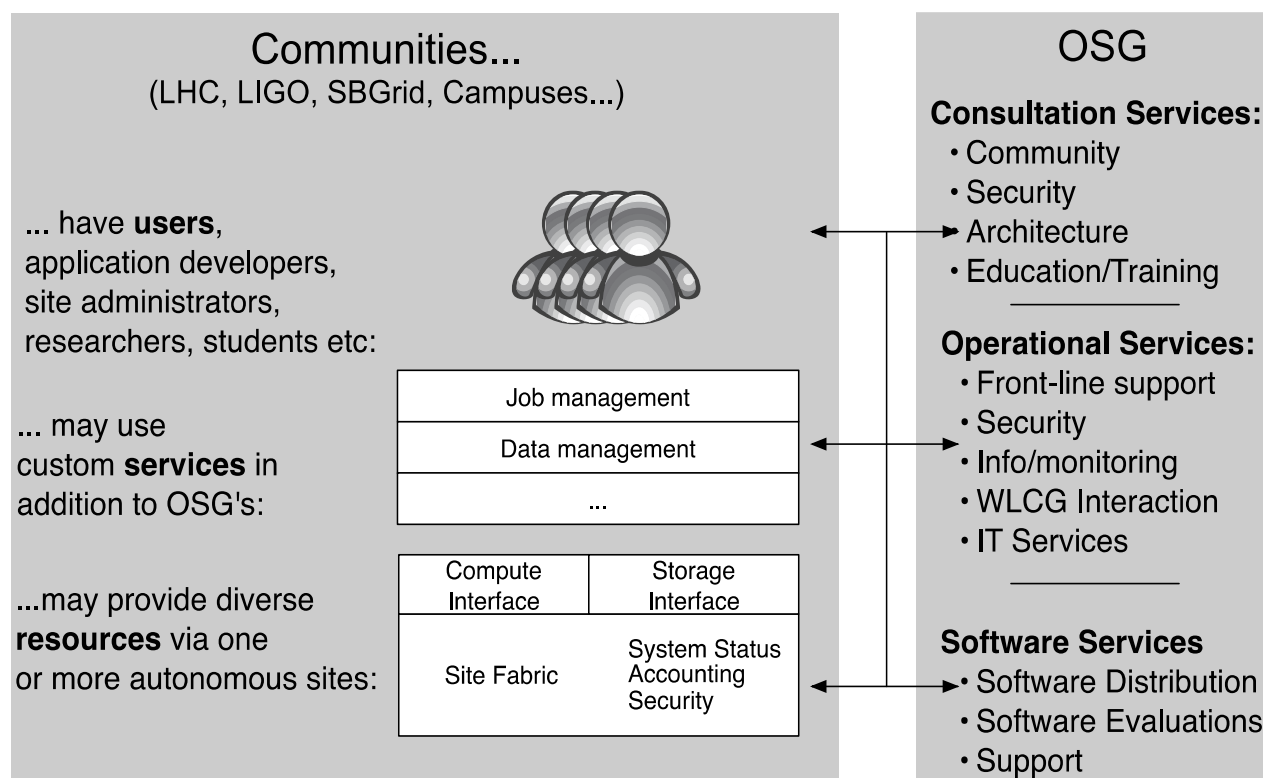 Communities...
(LHC, LIGO, SBGrid, Campuses...)
... have users,
application developers,
site administrators,
researchers, students etc:
... may use
custom services in
addition to OSG's:
Job management
Data management
...
...may provide diverse
resources via one
or more autonomous sites:
Compute
Interface
Storage
Interface
Site Fabric
System Status
Accounting
Security
OSG
Consultation Services:
• Community
• Security
• Architecture
• Education/Training
Operational Services:
• Front-line support
• Security
• Info/monitoring
• WLCG Interaction
• IT Services
Software Services
• Software Distribution
• Software Evaluations
• Support